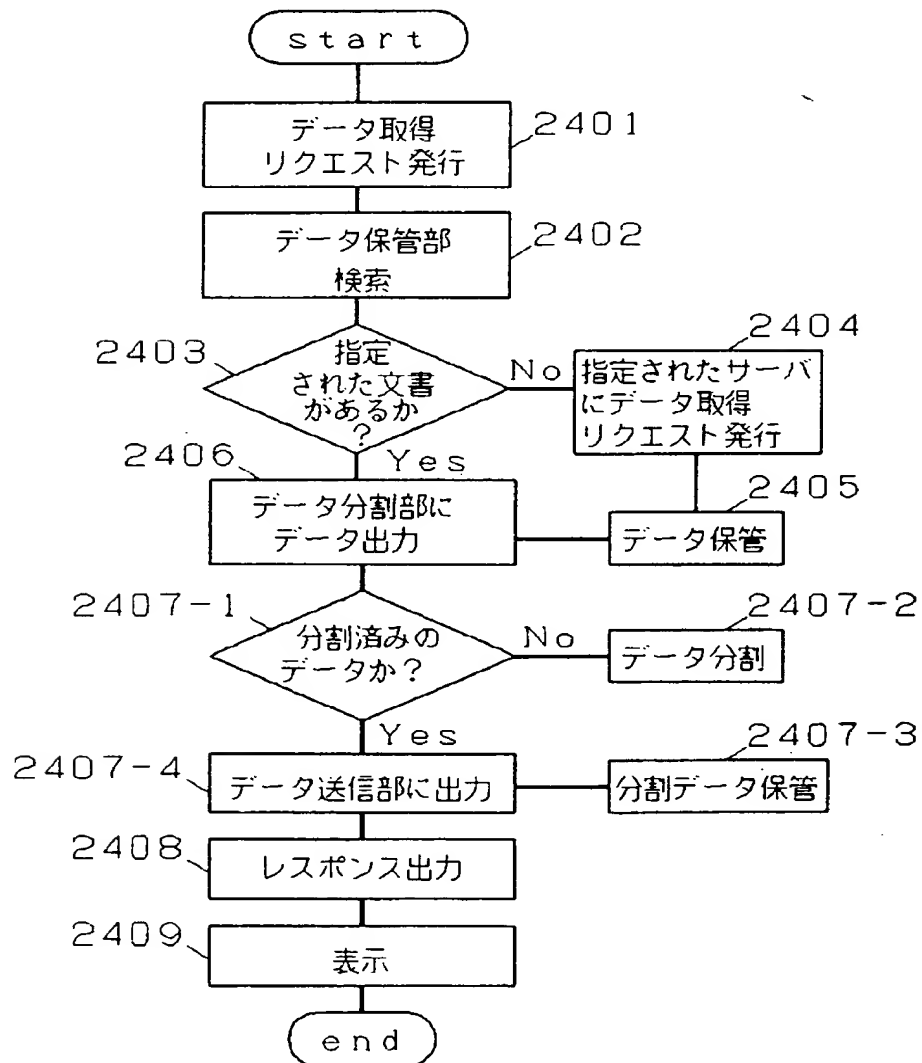 start
データ取得
リクエスト発行
2401
データ保管部
検索
2402
2403
指定
された文書
があるか
?
No
2404
指定されたサーバ
にデータ取得
リクエスト発行
Yes
2405
データ保管
2406
データ分割部に
データ出力
2407-1
分割済みの
データか?
No
2407-2
データ分割
Yes
2407-3
分割データ保管
2407-4
データ送信部に出力
2408
レスポンス出力
2409
表示
end